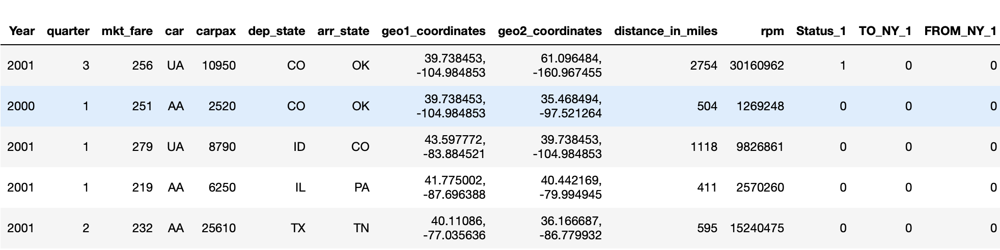 Year quarter mkt_fare car carpax dep_state arr_state geo1_coordinates geo2_coordinates distance_in_miles rpm Status_1 TO_NY_1 FROM_NY_1
39.738453, 61.096484,
2001 3 256 UA 10950 CO OK 2754 30160962 1 0 0
-104.984853 -160.967455
39.738453, 35.468494,
2000 1 251 AA 2520 CO OK 504 1269248 0 0 0
-104.984853 -97.521264
43.597772, 39.738453,
2001 1 279 UA 8790 ID CO 1118 9826861 0 0 0
-83.884521 -104.984853
41.775002, 40.442169,
2001 1 219 AA 6250 IL PA 411 2570260 0 0 0
-87.696388 -79.994945
40.11086, 36.166687,
2001 2 232 AA 25610 TX TN 595 15240475 0 0 0
-77.035636 -86.779932